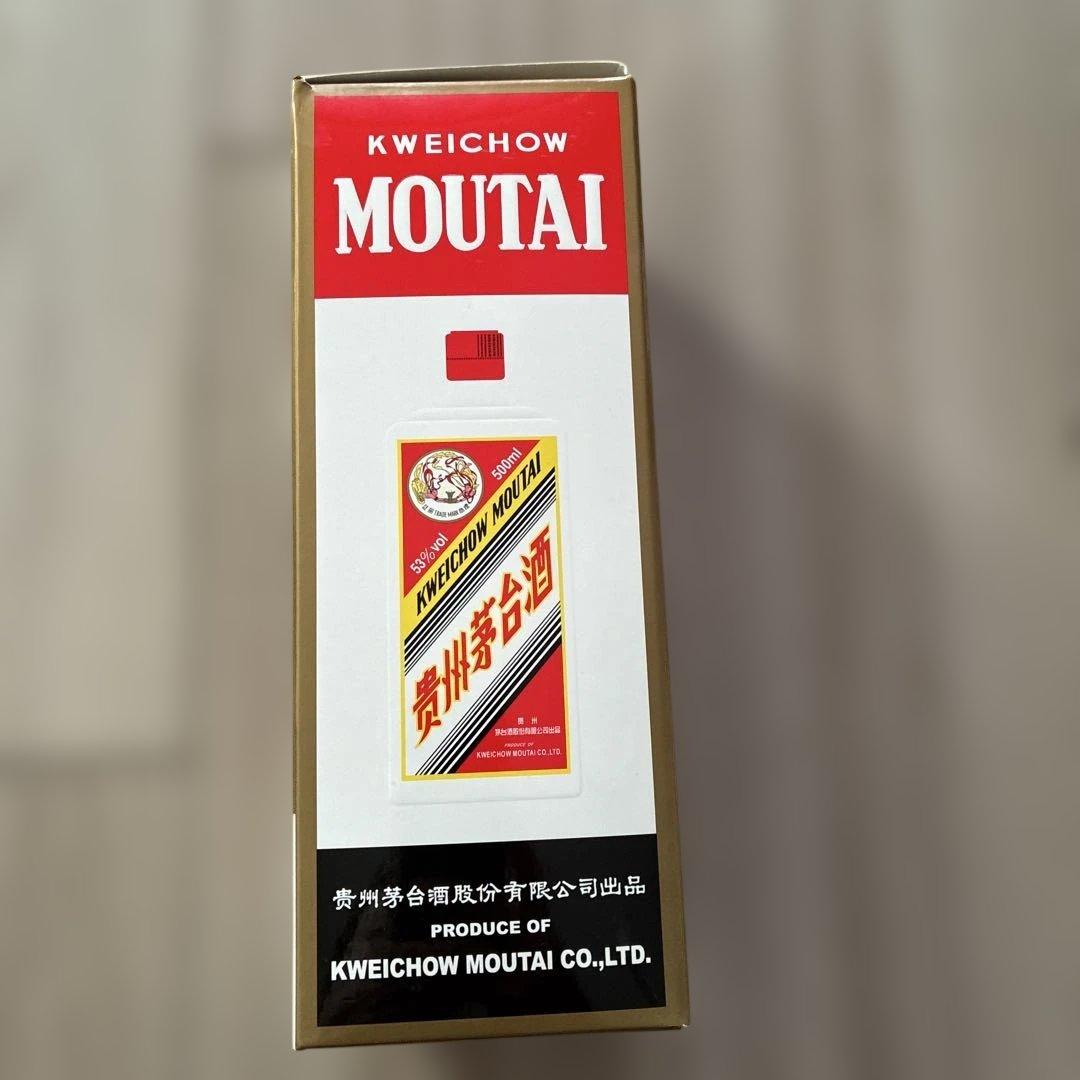 KWEICHOW
MOUTAI
TRADE MARK
500ml
53%vol
KWEICHOW MOUTAI
贵州茅台酒
贵州
茅台酒股份有限公司出品
PRODUCE OF
KWEICHOW MOUTAI CO.,LTD.
贵州茅台酒股份有限公司出品
PRODUCE OF
KWEICHOW MOUTAI CO.,LTD.